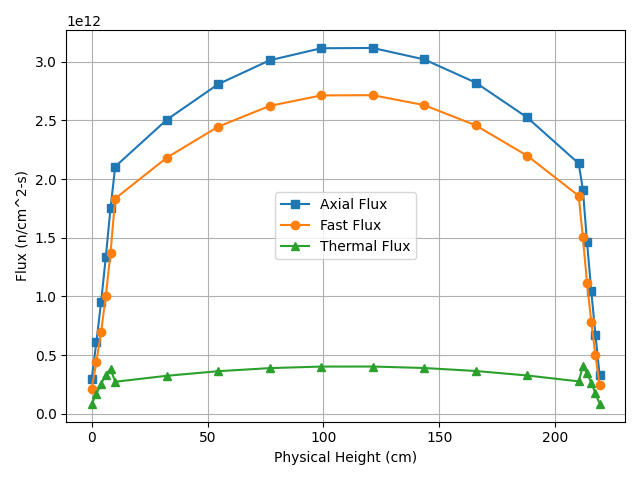 1e12
3.0
2.5
2.0
1.5
1.0
0.5
0.0
Flux (n/cm^2-s)
Axial Flux
Fast Flux
Thermal Flux
0 50 100 150 200
Physical Height (cm)